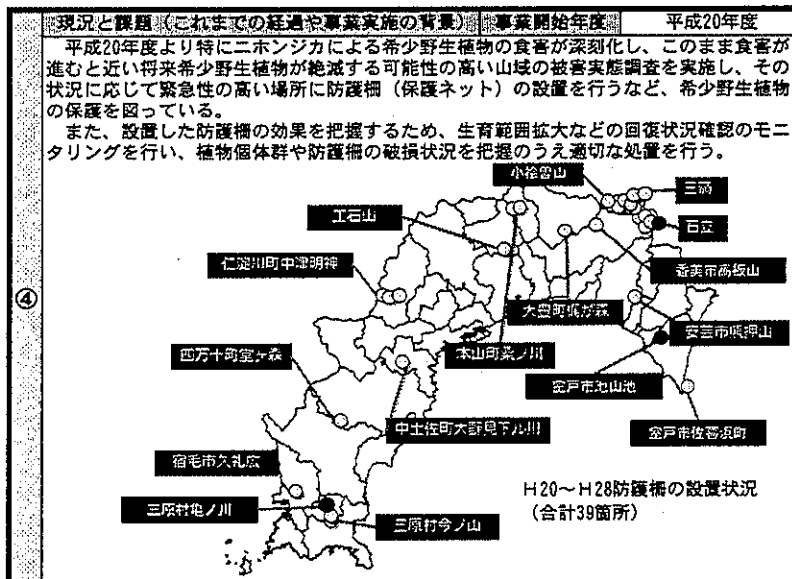 現況と課題（これまでの経過や事業実施の背景） 事業開始年度 平成20年度
平成20年度より特にニホンジカによる希少野生植物の食害が深刻化し、このまま食害が
進むと近い将来希少野生植物が絶滅する可能性の高い山域の被害実態調査を実施し、その
状況に応じて緊急性の高い場所に防護柵（保護ネット）の設置を行うなど、希少野生植物
の保護を図っている。
また、設置した防護柵の効果を把握するため、生育範囲拡大などの回復状況確認のモニ
タリングを行い、植物個体群や防護柵の破損状況を把握のうえ適切な処置を行う。
小桧曽山
三嶺
工石山
石立
香美市高板山
仁淀川町中津明神
④
大豊町梶が森
安芸市
本山町桑ノ川
四万十町堂ヶ森
室戸市池山池
中土佐町大野見下ル川
室戸市佐喜浜町
宿毛市久礼広
H20～H28防護柵の設置状況
（合計39箇所）
三原村亀ノ川
三原村今ノ山